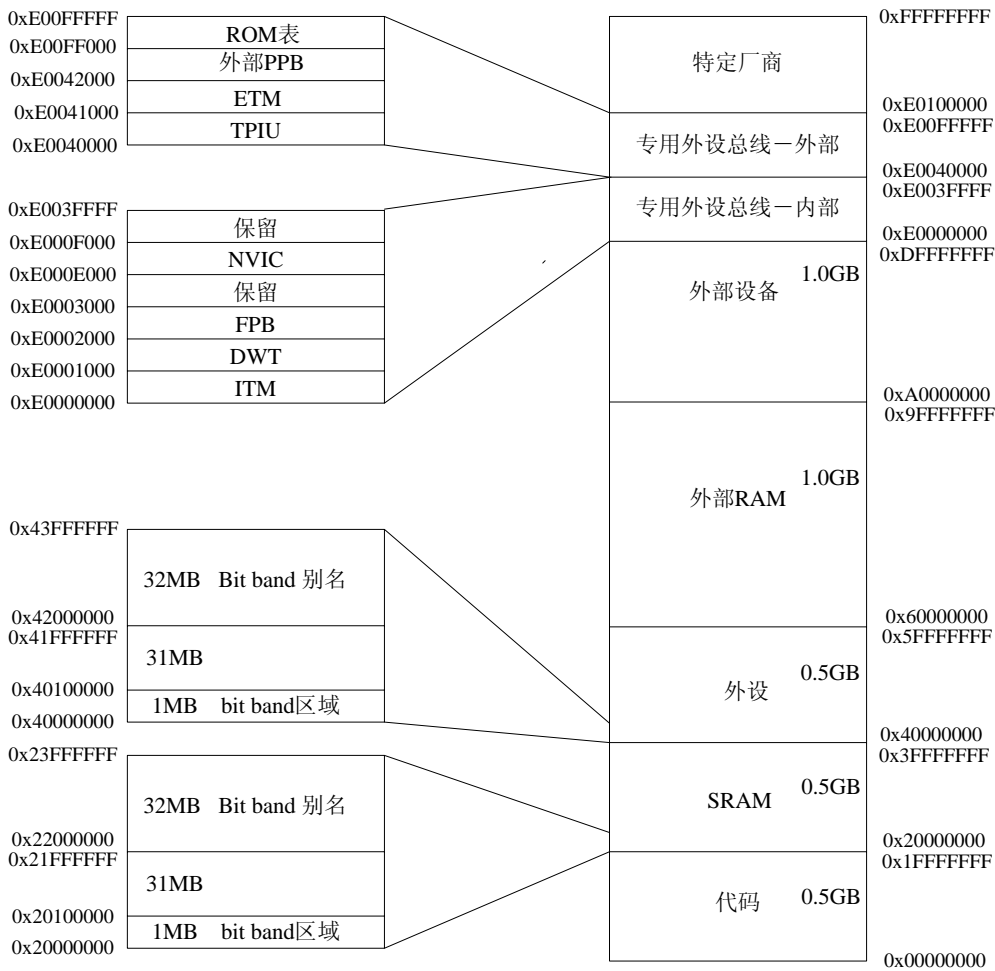 0xE00FFFFF
ROM表
0xE00FF000
外部PPB
0xE0042000
ETM
0xE0041000
TPIU
0xE0040000
0xE003FFFF
保留
0xE000F000
NVIC
0xE000E000
保留
0xE0003000
FPB
0xE0002000
DWT
0xE0001000
ITM
0xE0000000
0x43FFFFFF
32MB Bit band 别名
0x42000000
0x41FFFFFF
31MB
0x40100000
1MB bit band区域
0x40000000
0x23FFFFFF
32MB Bit band 别名
0x22000000
0x21FFFFFF
31MB
0x20100000
1MB bit band区域
0x20000000
0xFFFFFFFF
特定厂商
0xE0100000
0xE00FFFFF
专用外设总线－外部
0xE0040000
0xE003FFFF
专用外设总线－内部
0xE0000000
0xDFFFFFFF
外部设备 1.0GB
0xA0000000
0x9FFFFFFF
外部RAM 1.0GB
0x60000000
0x5FFFFFFF
外设 0.5GB
0x40000000
0x3FFFFFFF
SRAM 0.5GB
0x20000000
0x1FFFFFFF
代码 0.5GB
0x00000000